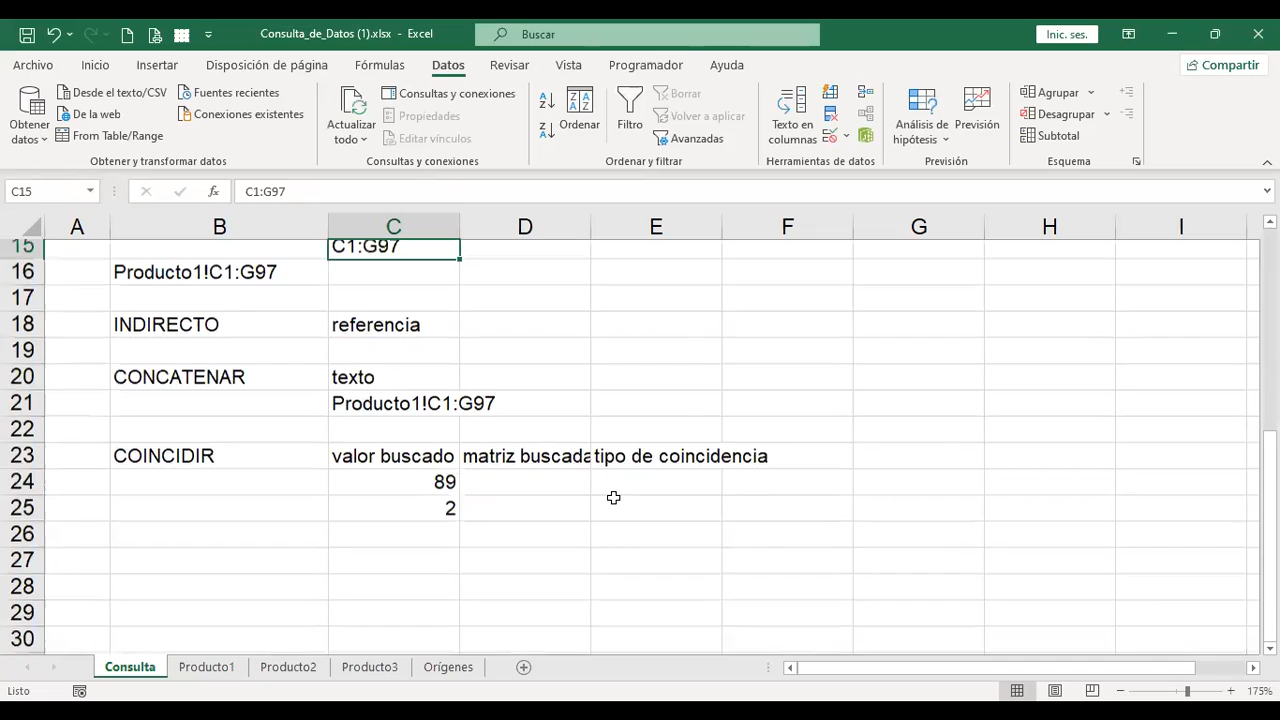 Consulta_de_Datos (1).xlsx - Excel
Buscar
Inic. ses.
Archivo Inicio Insertar Disposición de página Fórmulas Datos Revisar Vista Programador Ayuda
Compartir
Obtener datos
Desde el texto/CSV
De la web
From Table/Range
Fuentes recientes
Conexiones existentes
Obtener y transformar datos
Actualizar todo
Consultas y conexiones
Propiedades
Editar vínculos
Consultas y conexiones
Ordenar
Filtro
Borrar
Volver a aplicar
Avanzadas
Ordenar y filtrar
Texto en columnas
Herramientas de datos
Análisis de hipótesis
Previsión
Previsión
Agrupar
Desagrupar
Subtotal
Esquema
C15
fx
C1:G97
A B C D E F G H I
15 C1:G97
16 Producto1!C1:G97
17
18 INDIRECTO referencia
19
20 CONCATENAR texto
21 Producto1!C1:G97
22
23 COINCIDIR valor buscado matriz buscada tipo de coincidencia
24 89
25 2
26
27
28
29
30
Consulta Producto1 Producto2 Producto3 Orígenes
Listo
175%